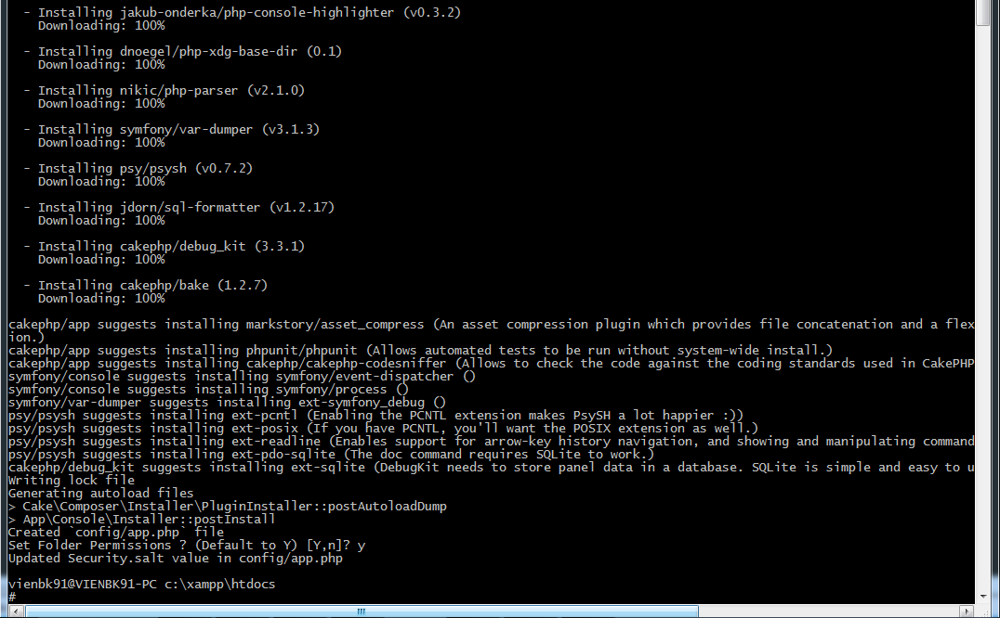 - Installing jakub-onderka/php-console-highlighter (v0.3.2)
Downloading: 100%
- Installing dnoegel/php-xdg-base-dir (0.1)
Downloading: 100%
- Installing nikic/php-parser (v2.1.0)
Downloading: 100%
- Installing symfony/var-dumper (v3.1.3)
Downloading: 100%
- Installing psy/psysh (v0.7.2)
Downloading: 100%
- Installing jdorn/sql-formatter (v1.2.17)
Downloading: 100%
- Installing cakephp/debug_kit (3.3.1)
Downloading: 100%
- Installing cakephp/bake (1.2.7)
Downloading: 100%
cakephp/app suggests installing markstory/asset_compress (An asset compression plugin which provides file concatenation and a flex
ion.)
cakephp/app suggests installing phpunit/phpunit (Allows automated tests to be run without system-wide install.)
cakephp/app suggests installing cakephp/cakephp-codesniffer (Allows to check the code against the coding standards used in CakePHP
symfony/console suggests installing symfony/event-dispatcher ()
symfony/console suggests installing symfony/process ()
symfony/var-dumper suggests installing ext-symfony_debug ()
psy/psysh suggests installing ext-pcntl (Enabling the PCNTL extension makes PsySH a lot happier :))
psy/psysh suggests installing ext-posix (If you have PCNTL, you'll want the POSIX extension as well.)
psy/psysh suggests installing ext-readline (Enables support for arrow-key history navigation, and showing and manipulating command
psy/psysh suggests installing ext-pdo-sqlite (The doc command requires SQLite to work.)
cakephp/debug_kit suggests installing ext-sqlite (DebugKit needs to store panel data in a database. SQLite is simple and easy to u
Writing lock file
Generating autoload files
> Cake\Composer\Installer\PluginInstaller::postAutoloadDump
> App\Console\Installer::postInstall
Created `config/app.php` file
Set Folder Permissions ? (Default to Y) [Y,n]? y
Updated Security.salt value in config/app.php
vienbk91@VIENBK91-PC c:\xampp\htdocs
#